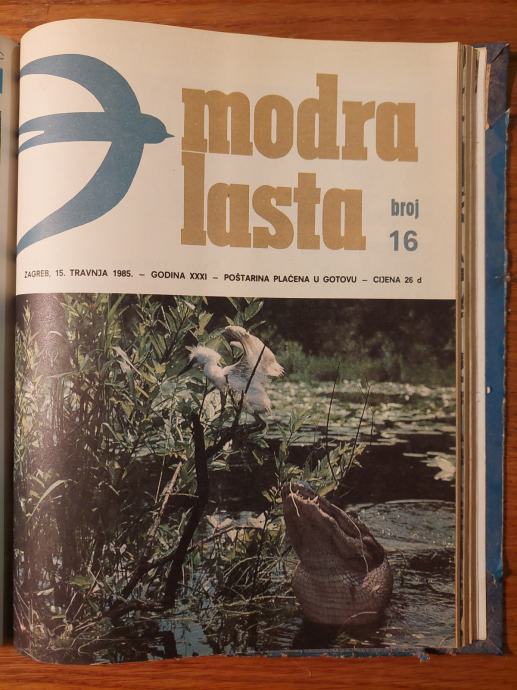 modra
lasta
broj
16
ZAGREB, 15. TRAVNJA 1985. – GODINA XXXI – POŠTARINA PLAĆENA U GOTOVU – CIJENA 26 d